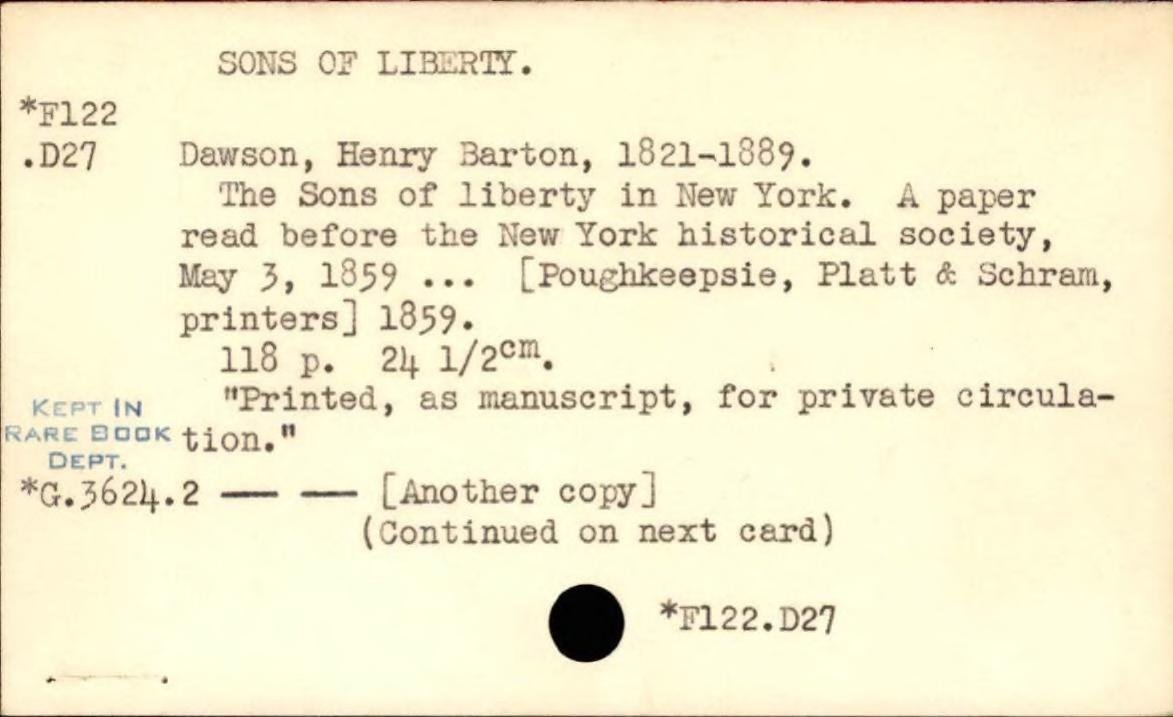 SONS OF LIBERTY.
*F122
.D27 Dawson, Henry Barton, 1821-1889.
The Sons of liberty in New York. A paper
read before the New York historical society,
May 3, 1859 ... [Poughkeepsie, Platt & Schram,
printers] 1859.
118 p. 24 1/2cm.
"Printed, as manuscript, for private circula-
tion."
KEPT IN
RARE BOOK
DEPT.
*G.3624.2 — — [Another copy]
(Continued on next card)
*F122.D27